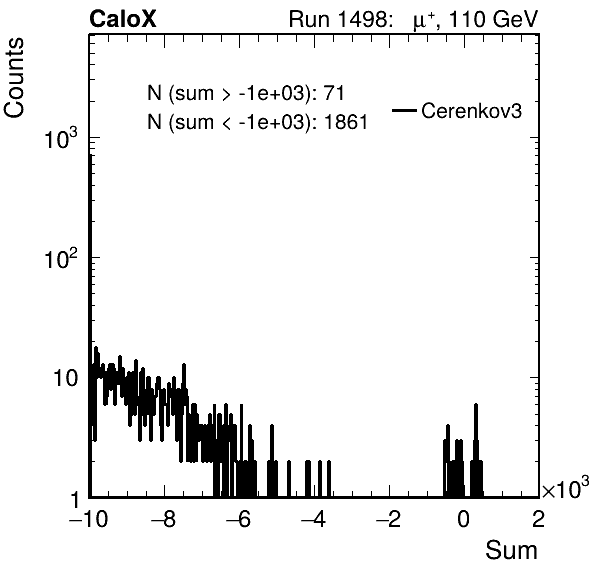 CaloX
Run 1498: μ⁺, 110 GeV
Counts
N (sum > -1e+03): 71
N (sum < -1e+03): 1861
Cerenkov3
10³
10²
10
1
−10 −8 −6 −4 −2 0 2
×10³
Sum